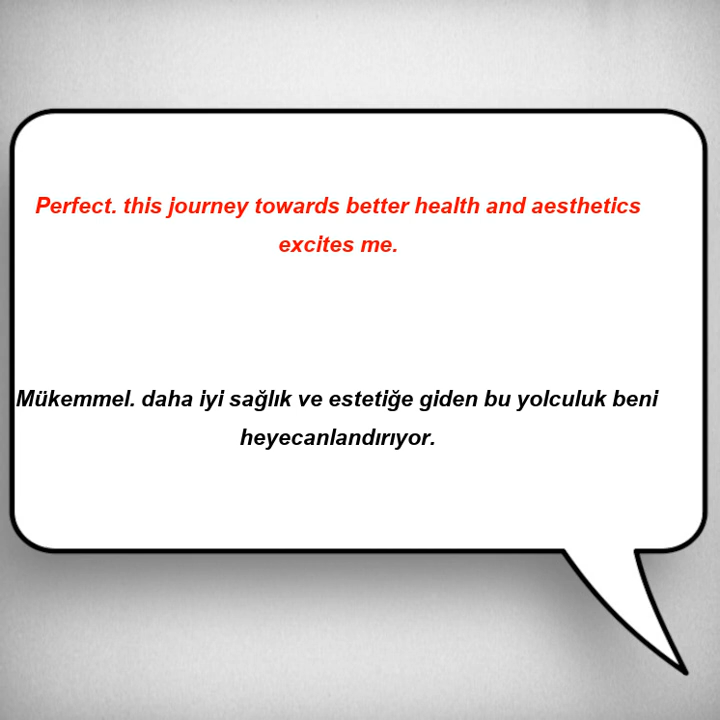 Perfect. this journey towards better health and aesthetics
excites me.
Mükemmel. daha iyi sağlık ve estetiğe giden bu yolculuk beni
heyecanlandırıyor.